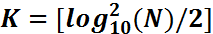 K = [log₁₀²(N)/2]